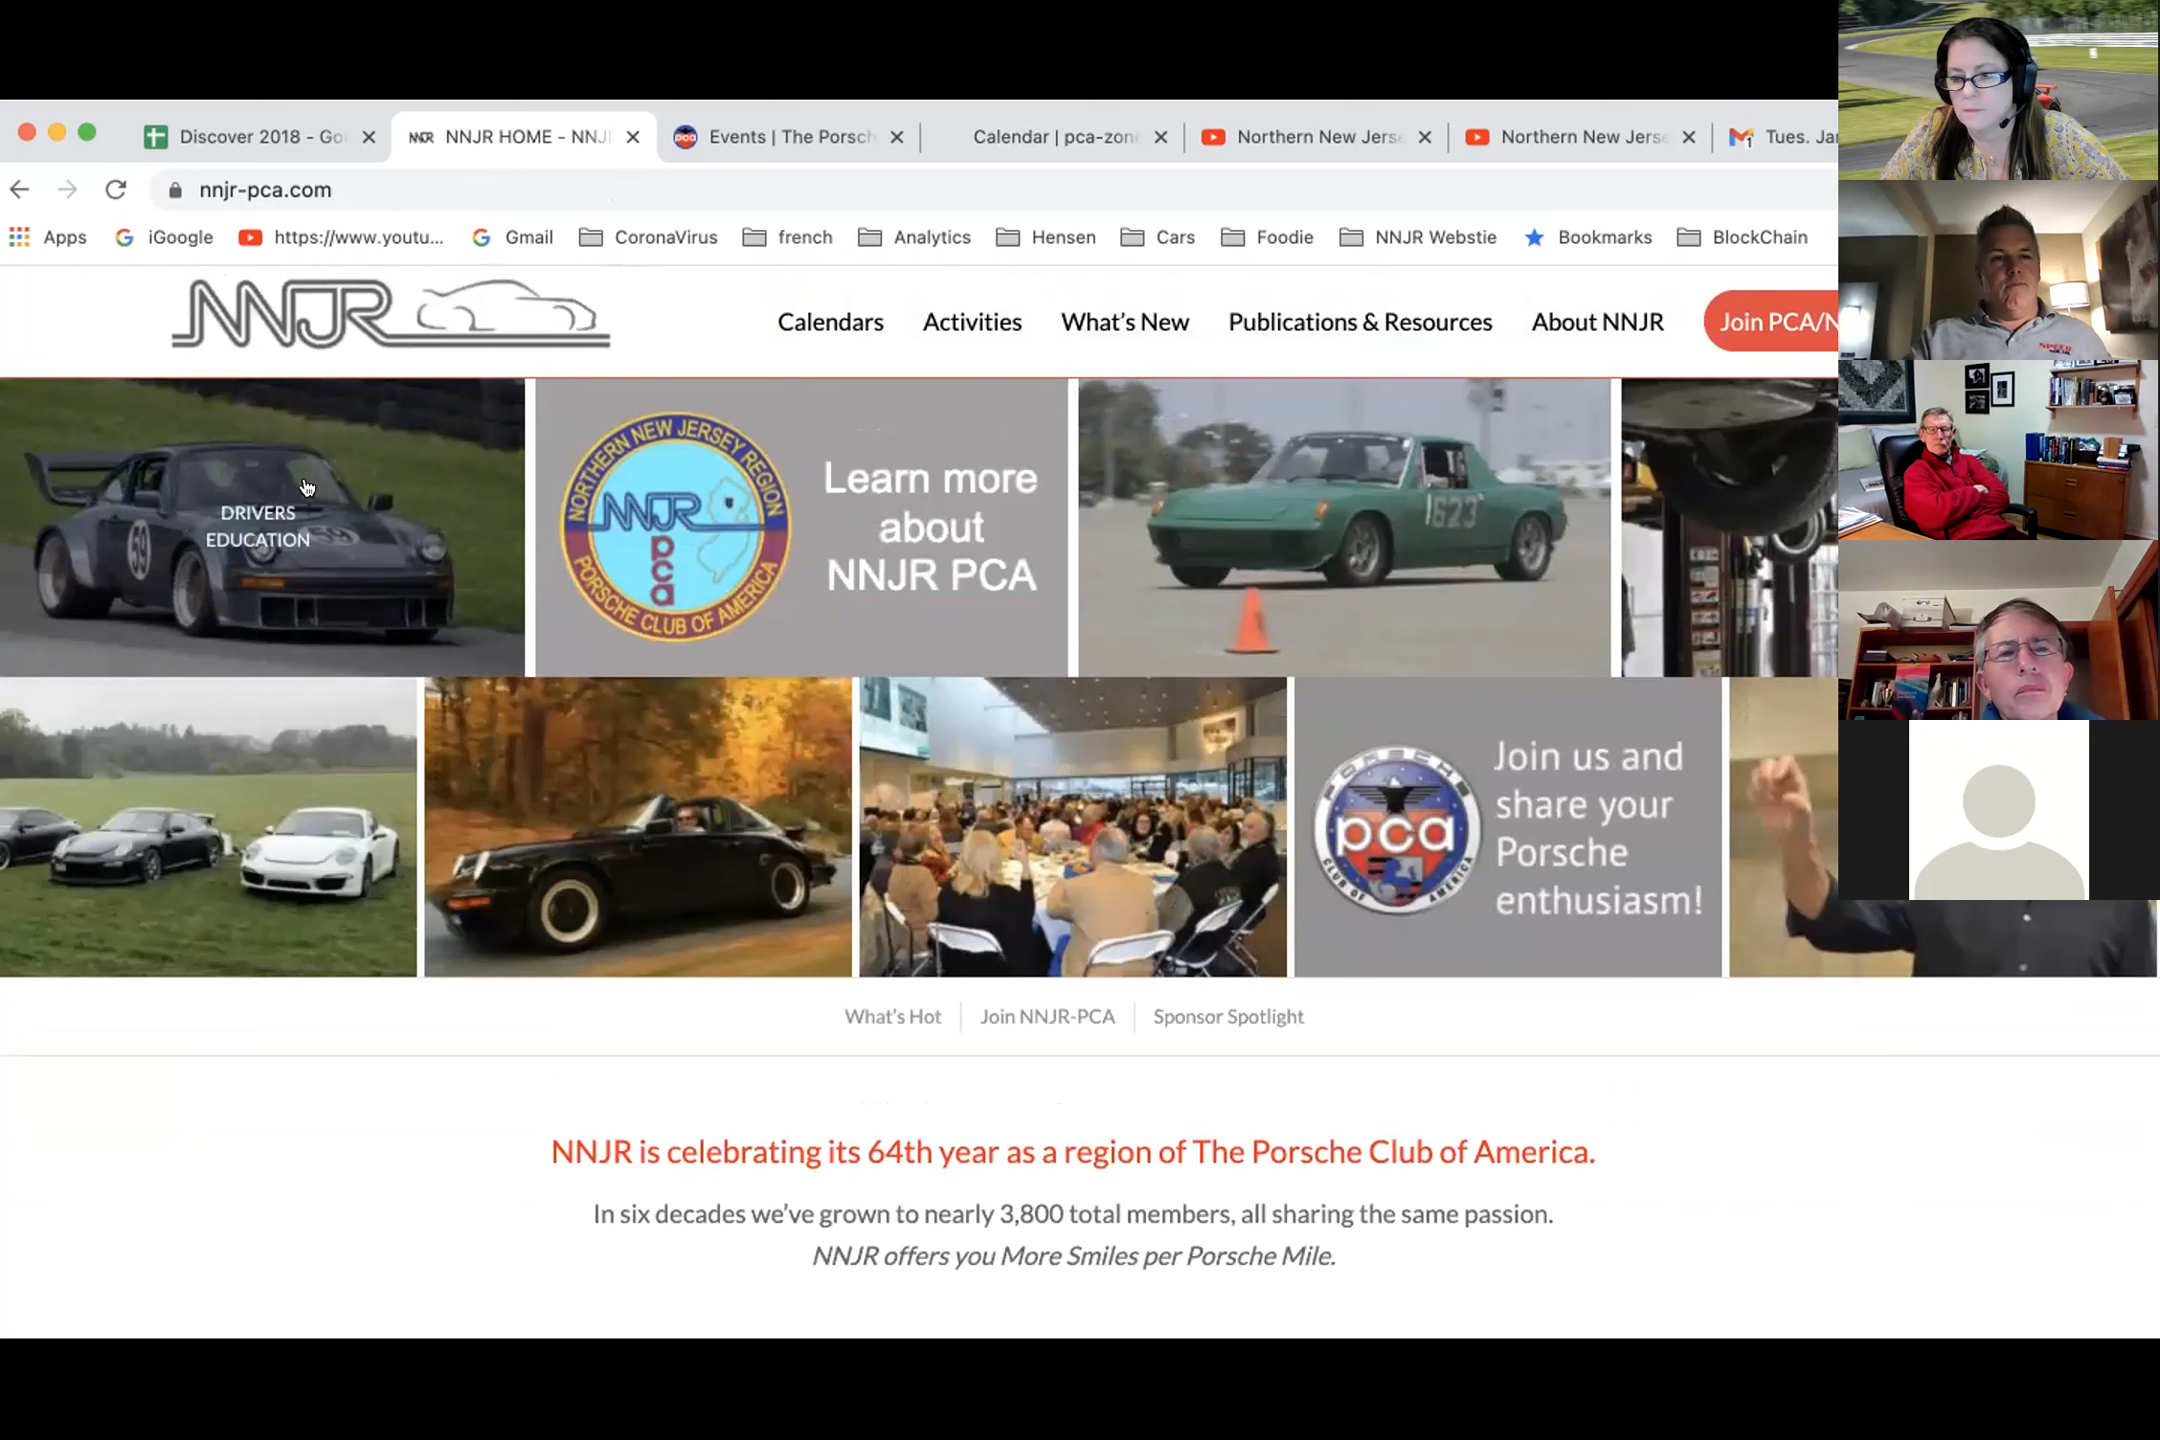 Discover 2018 - Go
NNJR HOME - NNJ
Events | The Porsch
Calendar | pca-zon
Northern New Jers
Northern New Jers
Tues. Ja
nnjr-pca.com
Apps
iGoogle
https://www.youtu...
Gmail
CoronaVirus
french
Analytics
Hensen
Cars
Foodie
NNJR Webstie
Bookmarks
BlockChain
NNJR
Calendars
Activities
What's New
Publications & Resources
About NNJR
Join PCA/N
DRIVERS
EDUCATION
59
59
NORTHERN NEW JERSEY REGION
NNJR
pca
PORSCHE CLUB OF AMERICA
Learn more
about
NNJR PCA
1623
PORSCHE
pca
CLUB OF AMERICA
Join us and
share your
Porsche
enthusiasm!
What's Hot
Join NNJR-PCA
Sponsor Spotlight
NNJR is celebrating its 64th year as a region of The Porsche Club of America.
In six decades we've grown to nearly 3,800 total members, all sharing the same passion.
NNJR offers you More Smiles per Porsche Mile.